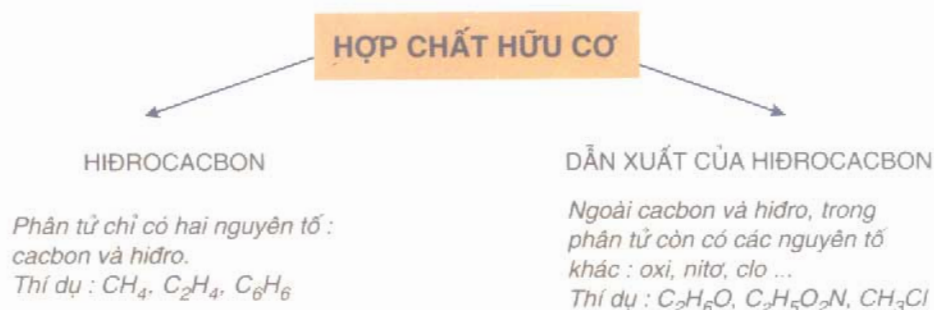 HỢP CHẤT HỮU CƠ
HIĐROCACBON
Phân tử chỉ có hai nguyên tố :
cacbon và hiđro.
Thí dụ : CH₄, C₂H₄, C₆H₆
DẪN XUẤT CỦA HIĐROCACBON
Ngoài cacbon và hiđro, trong
phân tử còn có các nguyên tố
khác : oxi, nitơ, clo ...
Thí dụ : C₂H₆O, C₂H₅O₂N, CH₃Cl